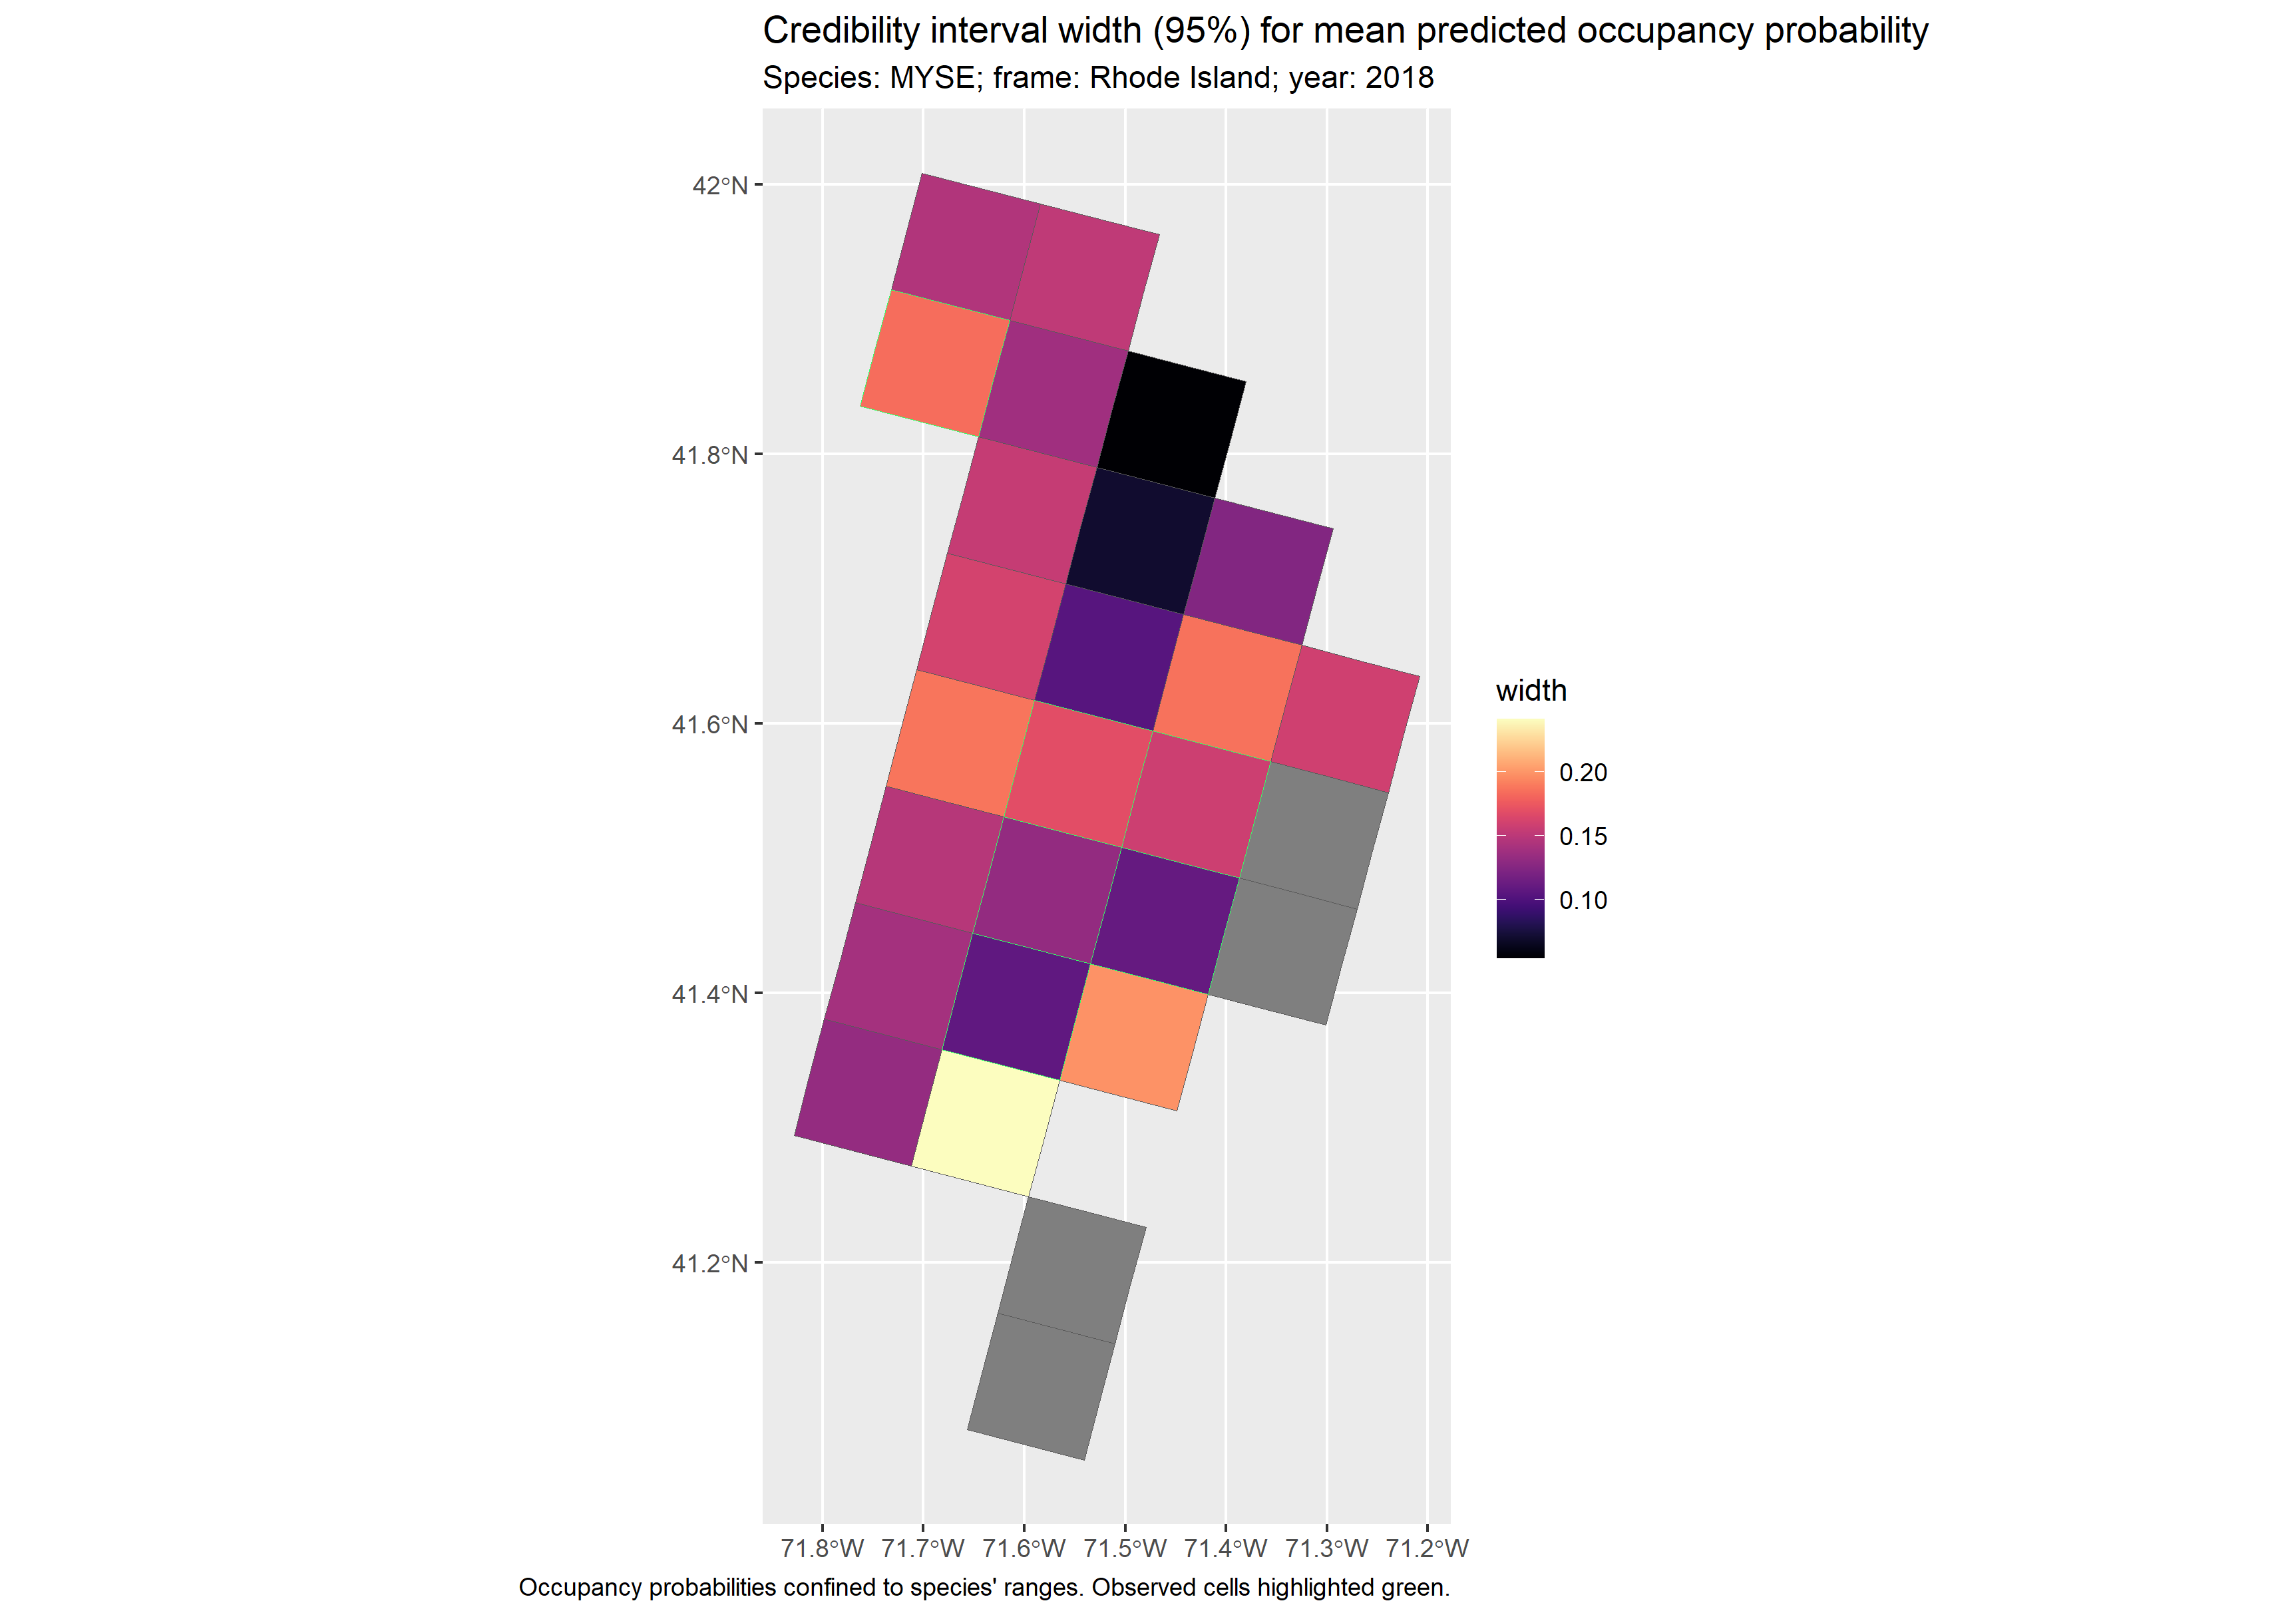 Credibility interval width (95%) for mean predicted occupancy probability
Species: MYSE; frame: Rhode Island; year: 2018
42°N
41.8°N
41.6°N
41.4°N
41.2°N
width
0.20
0.15
0.10
71.8°W 71.7°W 71.6°W 71.5°W 71.4°W 71.3°W 71.2°W
Occupancy probabilities confined to species' ranges. Observed cells highlighted green.